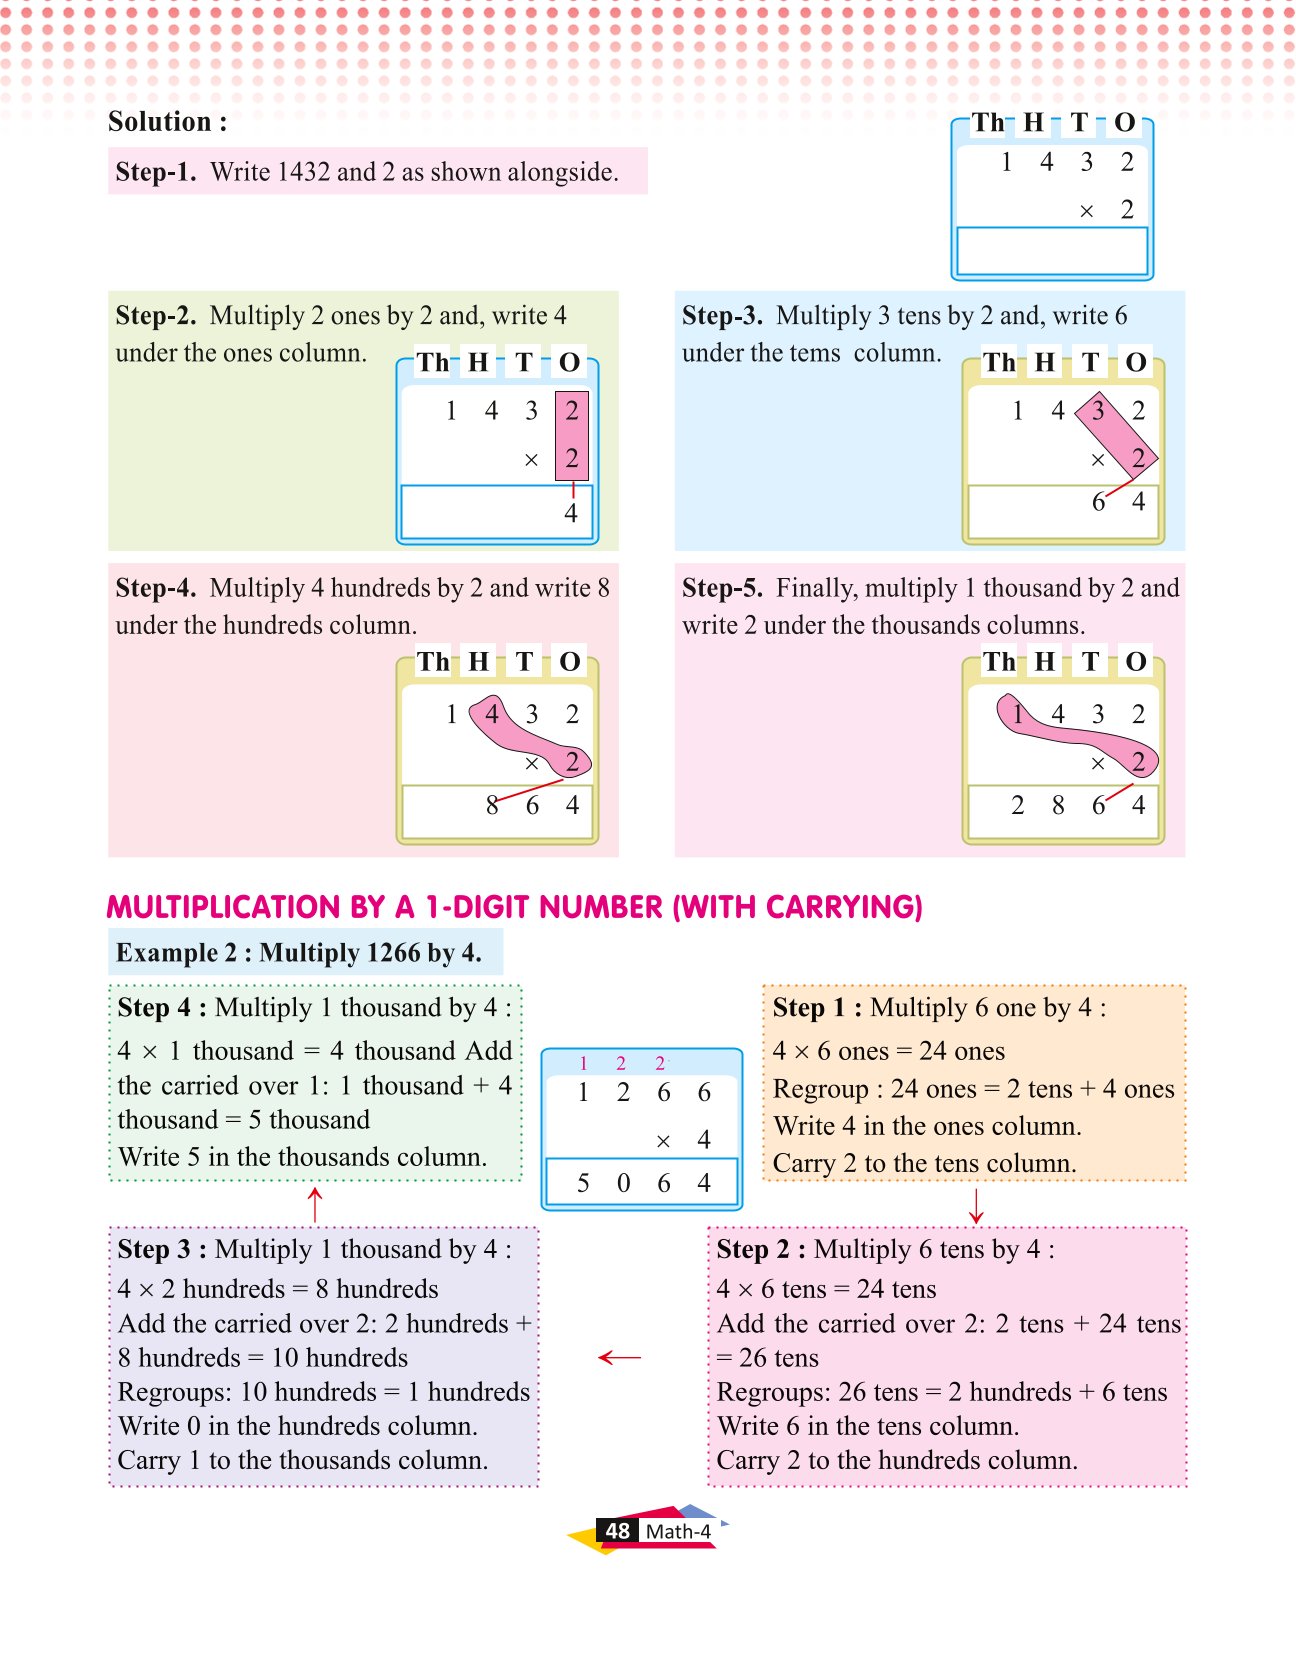 Solution :
Step-1. Write 1432 and 2 as shown alongside.
Th H T O
1 4 3 2
× 2
Step-2. Multiply 2 ones by 2 and, write 4
under the ones column.
Th H T O
1 4 3 2
× 2
4
Step-3. Multiply 3 tens by 2 and, write 6
under the tems column.
Th H T O
1 4 3 2
× 2
6 4
Step-4. Multiply 4 hundreds by 2 and write 8
under the hundreds column.
Th H T O
1 4 3 2
× 2
8 6 4
Step-5. Finally, multiply 1 thousand by 2 and
write 2 under the thousands columns.
Th H T O
1 4 3 2
× 2
2 8 6 4
MULTIPLICATION BY A 1-DIGIT NUMBER (WITH CARRYING)
Example 2 : Multiply 1266 by 4.
Step 4 : Multiply 1 thousand by 4 :
4 × 1 thousand = 4 thousand Add
the carried over 1: 1 thousand + 4
thousand = 5 thousand
Write 5 in the thousands column.
1 2 2
1 2 6 6
× 4
5 0 6 4
Step 1 : Multiply 6 one by 4 :
4 × 6 ones = 24 ones
Regroup : 24 ones = 2 tens + 4 ones
Write 4 in the ones column.
Carry 2 to the tens column.
Step 3 : Multiply 1 thousand by 4 :
4 × 2 hundreds = 8 hundreds
Add the carried over 2: 2 hundreds +
8 hundreds = 10 hundreds
Regroups: 10 hundreds = 1 hundreds
Write 0 in the hundreds column.
Carry 1 to the thousands column.
Step 2 : Multiply 6 tens by 4 :
4 × 6 tens = 24 tens
Add the carried over 2: 2 tens + 24 tens
= 26 tens
Regroups: 26 tens = 2 hundreds + 6 tens
Write 6 in the tens column.
Carry 2 to the hundreds column.
48 Math-4